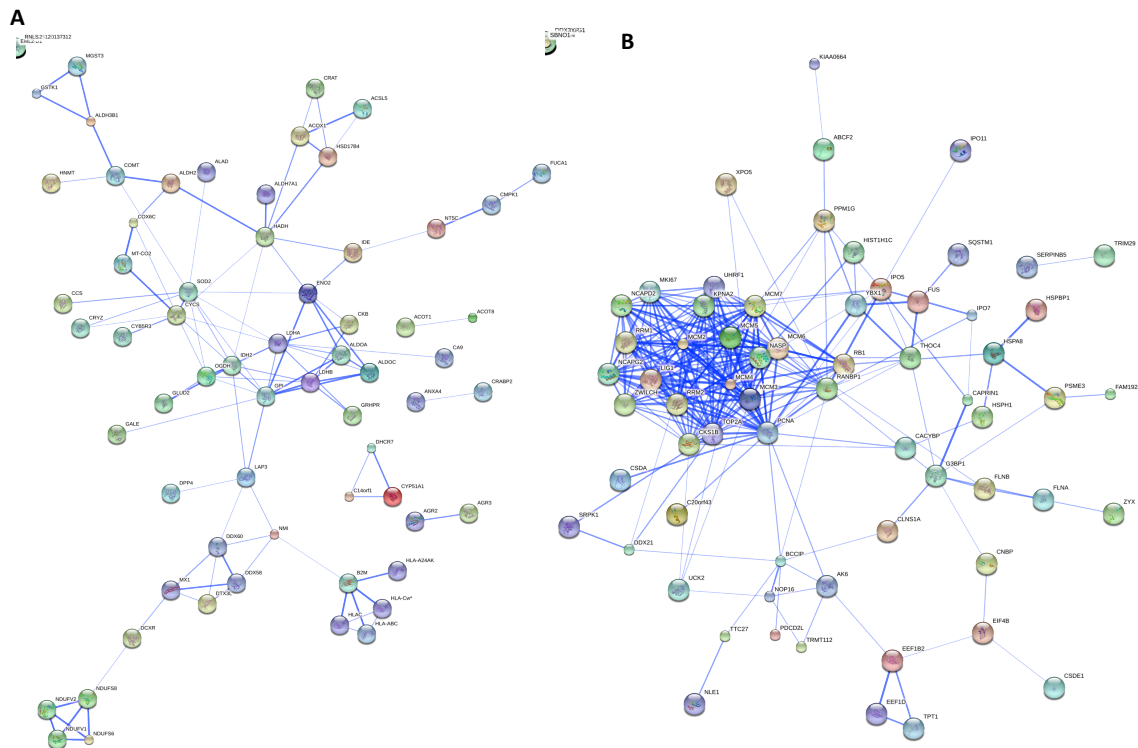 A
B
MGST3
GSTK1
ALDH3B1
CRAT
ACSL5
ACOX1
HSD17B4
COMT
HNMT
ALDH2
ALAD
ALDH7A1
FUCA1
CMPK1
NT5C
COX6C
HADH
MT-CO2
IDE
SOD2
ENO2
CCS
CYCS
CRYZ
CYB5R3
CKB
ACOT1
ACOT8
LDHA
ALDOA
CA9
IDH2
OGDH
ALDOC
LDHB
GPI
GLUD2
ANXA4
CRABP2
GRHPR
GALE
DHCR7
LAP3
DPP4
C14orf1
CYP51A1
AGR3
AGR2
NMI
DDX60
B2M
HLA-A24AK
DDX58
MX1
HLA-Cw*
DTX3L
HLAC
HLA-ABC
DCXR
NDUFS8
NDUFV2
NDUFV1
NDUFS6
KIAA0664
ABCF2
IPO11
XPO5
PPM1G
HIST1H1C
SQSTM1
TRIM29
SERPINB5
UHRF1
MKI67
IPO5
KPNA2
NCAPD2
MCM7
YBX1
FUS
IPO7
HSPBP1
MCM5
RRM1
MCM2
MCM6
NASP
THOC4
HSPA8
RB1
NCAPG2
LIG1
MCM4
RANBP1
PSME3
FAM192
ZWILCH
RRM2
MCM3
CAPRIN1
HSPH1
TOP2A
PCNA
CKS1B
CACYBP
G3BP1
CSDA
FLNB
FLNA
ZYX
C20orf43
SRPK1
CLNS1A
DDX21
BCCIP
CNBP
UCK2
NOP16
AK6
TTC27
PDCD2L
TRMT112
EIF4B
EEF1B2
NLE1
CSDE1
EEF1D
TPT1